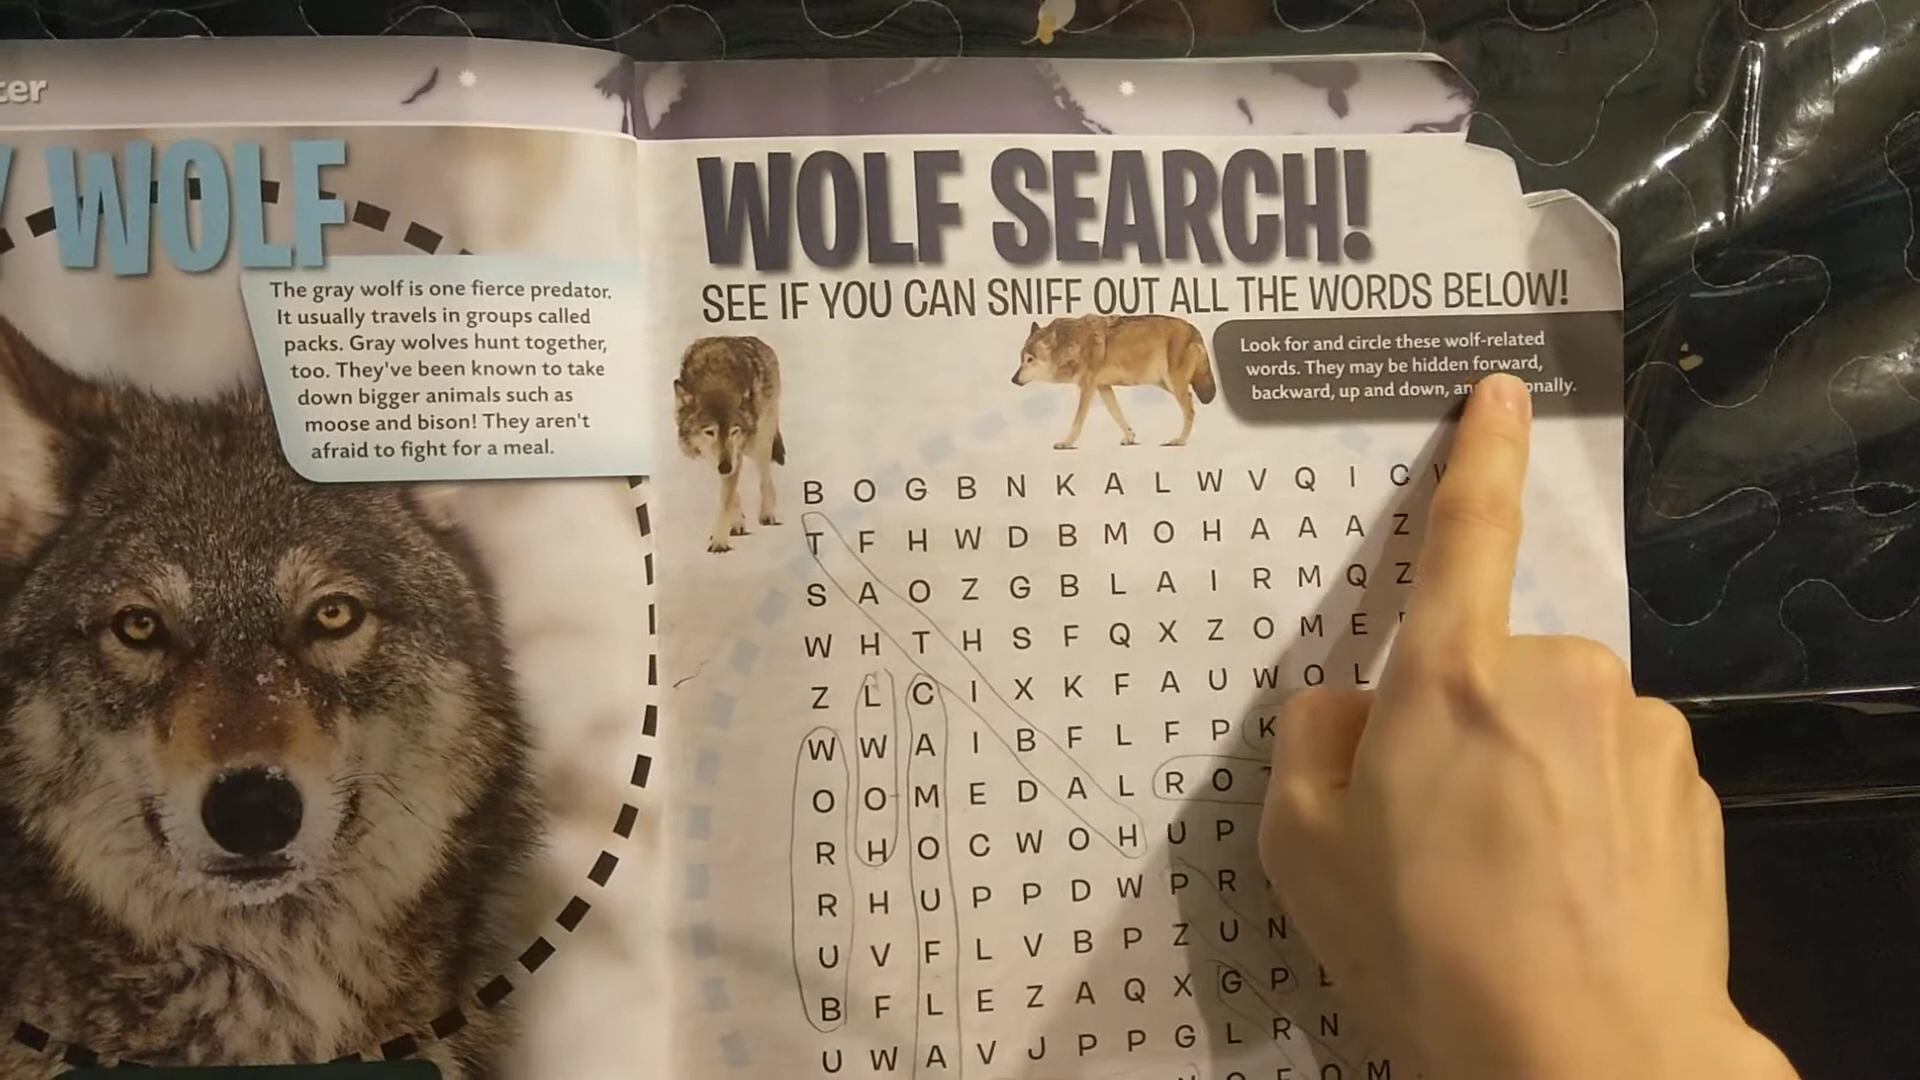 WOLF
The gray wolf is one fierce predator.
It usually travels in groups called
packs. Gray wolves hunt together,
too. They've been known to take
down bigger animals such as
moose and bison! They aren't
afraid to fight for a meal.
WOLF SEARCH!
SEE IF YOU CAN SNIFF OUT ALL THE WORDS BELOW!
Look for and circle these wolf-related
words. They may be hidden forward,
backward, up and down,
B O G B N K A L W V Q I C
T F H W D B M O H A A A Z
S A O Z G B L A I R M Q Z
W H T H S F Q X Z O M E
Z L C I X K F A U W O L
W W A I B F L F P K
O O M E D A L R O
R H O C W O H U P
R H U P P D W P R
U V F L V B P Z U N
B F L E Z A Q X G P
U W A V J P P G L R N
M